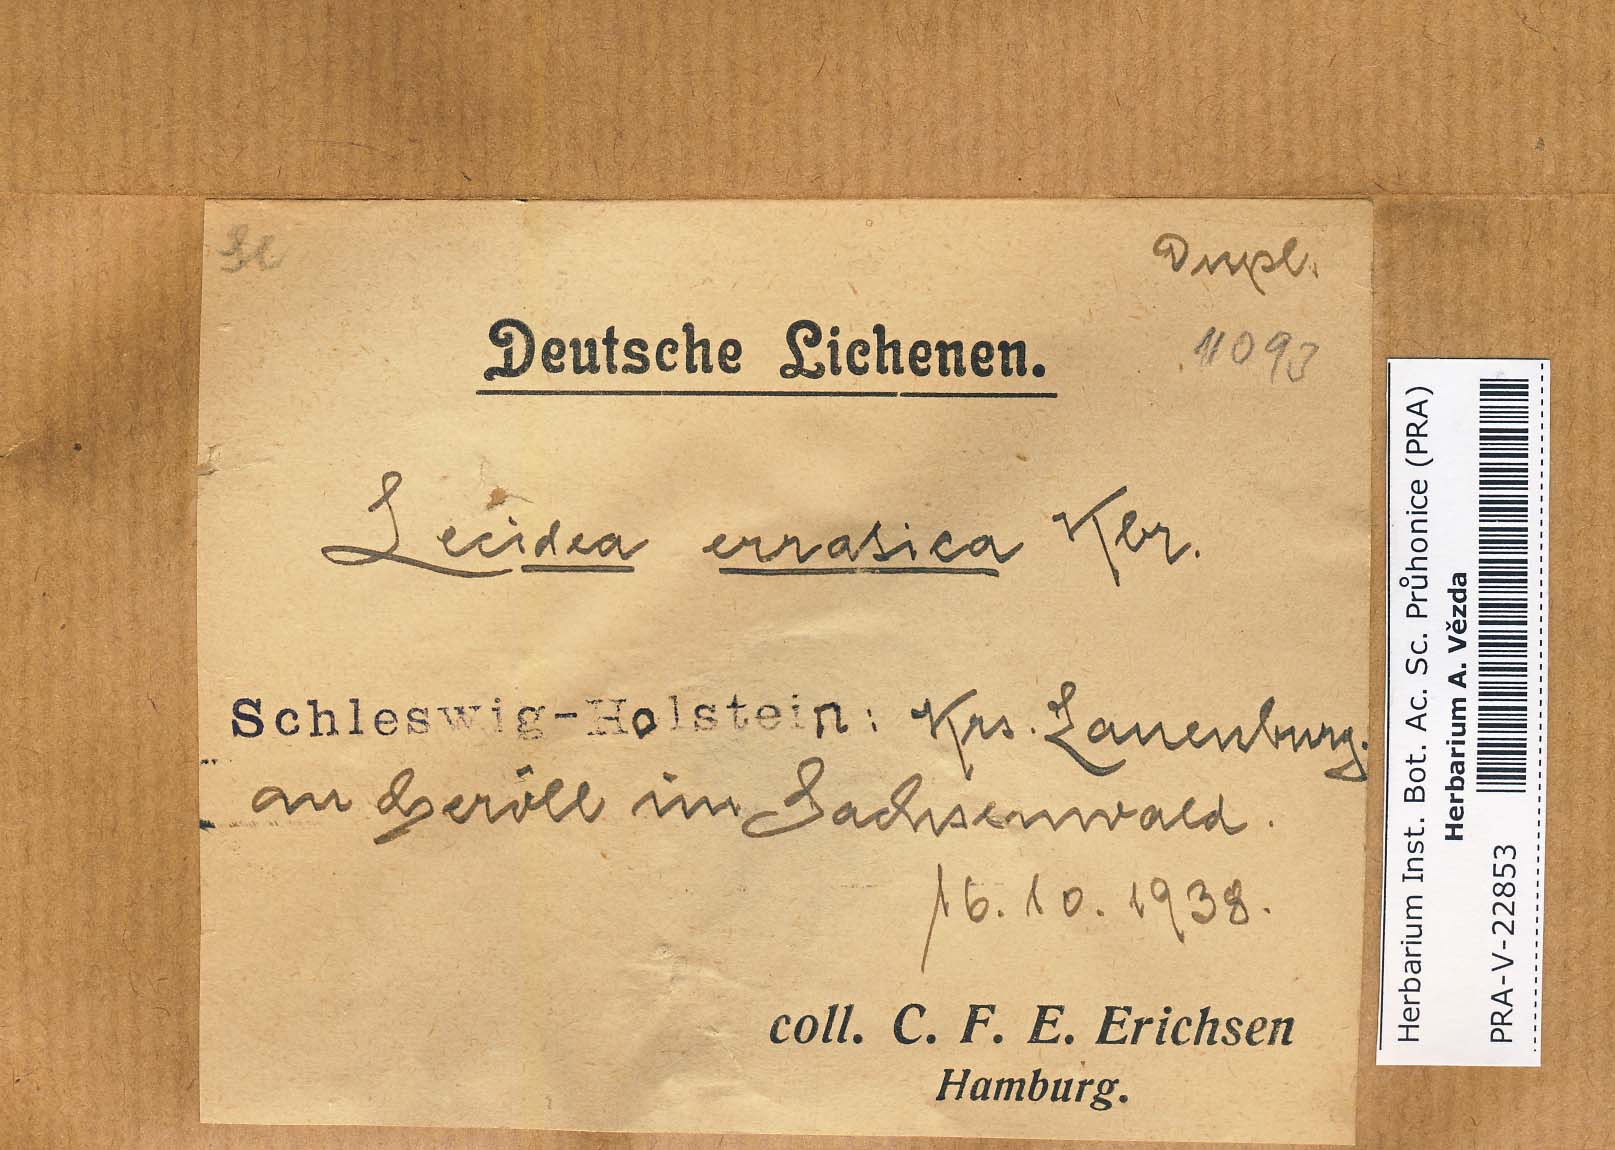 Dupl.
Deutsche Lichenen.
11093
Lecidea erratica Kbr.
Schleswig-Holstein: Krs. Lauenburg.
an Geröll im Sachsenwald.
16.10.1938.
coll. C. F. E. Erichsen
Hamburg.
Herbarium Inst. Bot. Ac. Sc. Průhonice (PRA)
Herbarium A. Vězda
PRA-V-22853